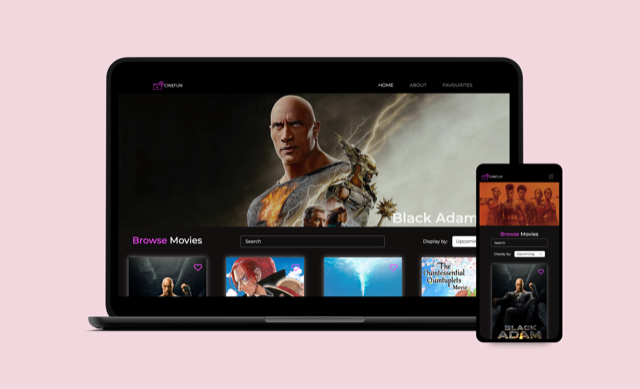 CINEFUN
HOME
ABOUT
FAVOURITES
Black Adam
Browse Movies
Search
Display by:
Upcoming
The
Quintessential
Quintuplets
Movie
CINEFUN
Browse Movies
Search
Display by:
Upcoming
BLACK
ADAM